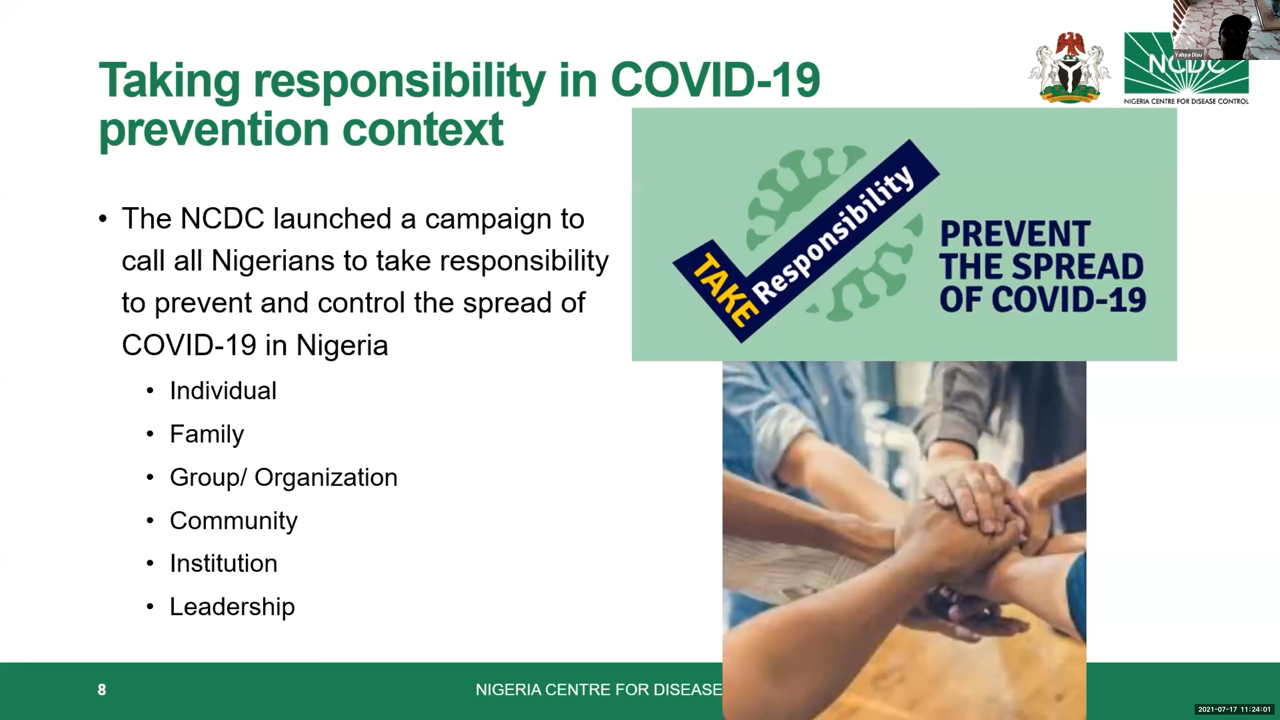 Taking responsibility in COVID-19
prevention context
Yahya Disu
NCDC
NIGERIA CENTRE FOR DISEASE CONTROL
• The NCDC launched a campaign to
call all Nigerians to take responsibility
to prevent and control the spread of
COVID-19 in Nigeria
• Individual
• Family
• Group/ Organization
• Community
• Institution
• Leadership
TAKE Responsibility
PREVENT
THE SPREAD
OF COVID-19
8
NIGERIA CENTRE FOR DISEASE
2021-07-17 11:24:01